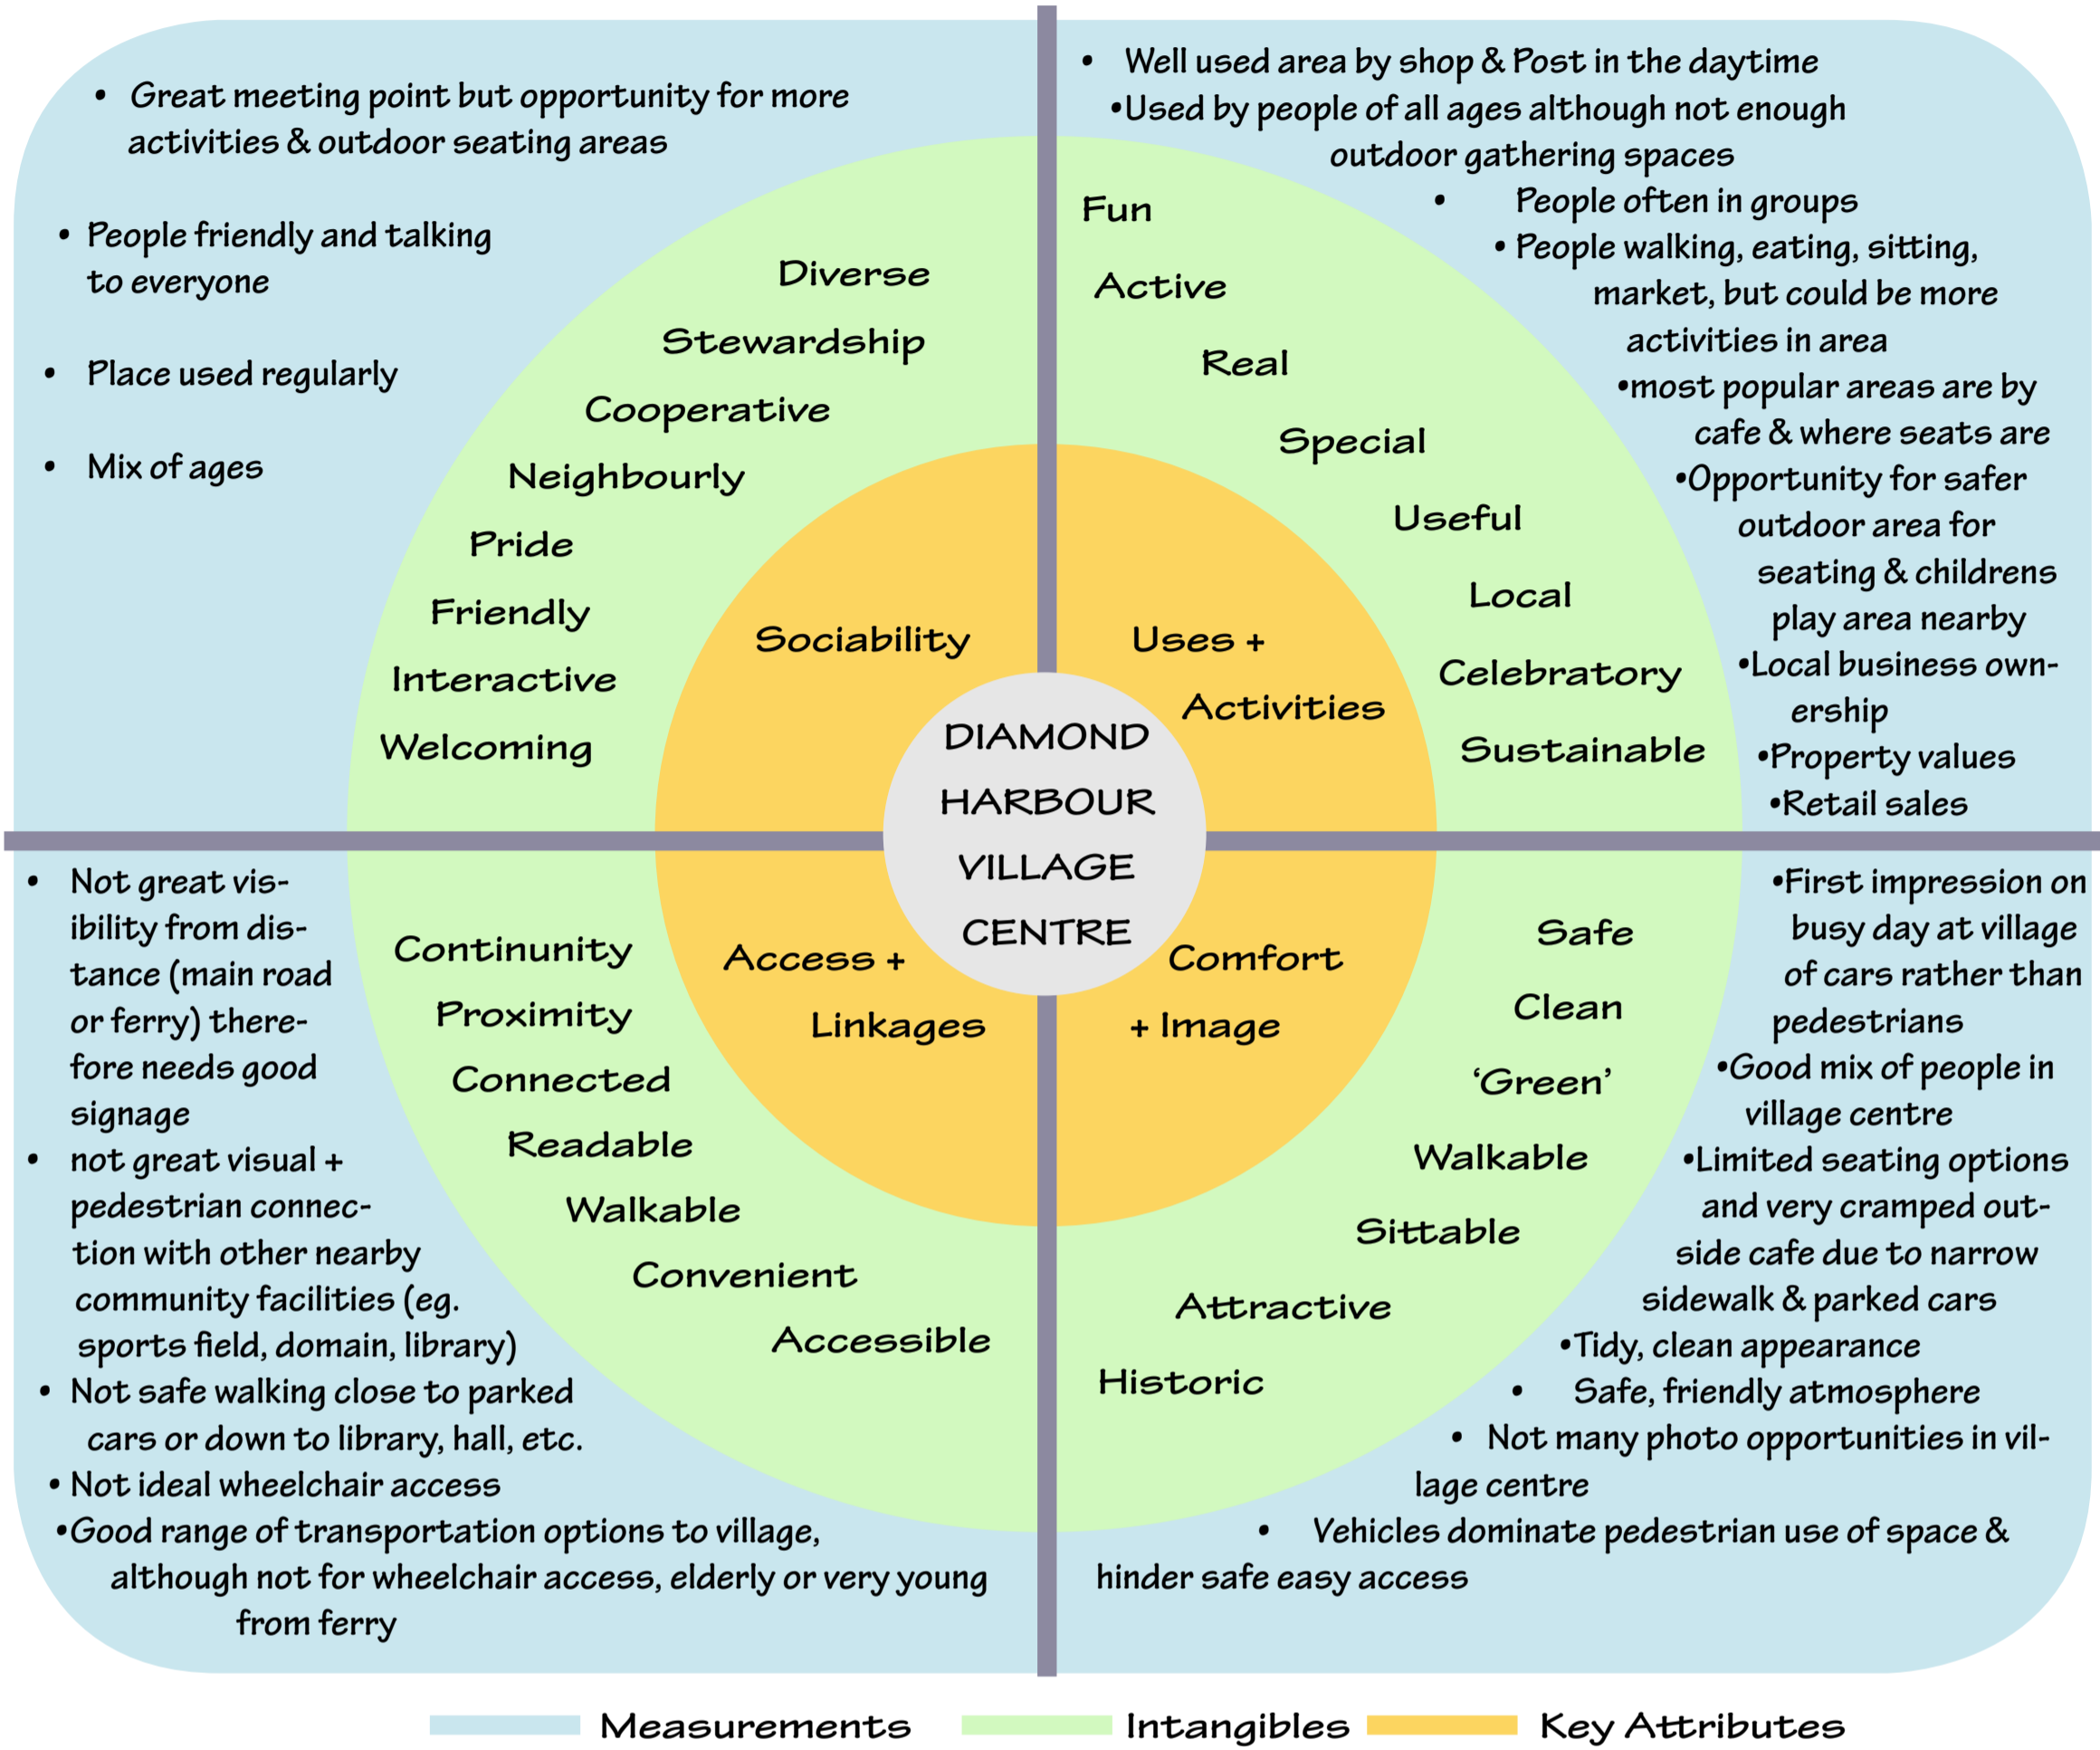 • Great meeting point but opportunity for more
activities & outdoor seating areas
• People friendly and talking
to everyone
• Place used regularly
• Mix of ages
Diverse
Stewardship
Cooperative
Neighbourly
Pride
Friendly
Interactive
Welcoming
Sociability
• Well used area by shop & Post in the daytime
•Used by people of all ages although not enough
outdoor gathering spaces
• People often in groups
• People walking, eating, sitting,
market, but could be more
activities in area
•most popular areas are by
cafe & where seats are
•Opportunity for safer
outdoor area for
seating & childrens
play area nearby
•Local business own-
ership
•Property values
•Retail sales
Fun
Active
Real
Special
Useful
Local
Celebratory
Sustainable
Uses +
Activities
DIAMOND
HARBOUR
VILLAGE
CENTRE
• Not great vis-
ibility from dis-
tance (main road
or ferry) there-
fore needs good
signage
• not great visual +
pedestrian connec-
tion with other nearby
community facilities (eg.
sports field, domain, library)
• Not safe walking close to parked
cars or down to library, hall, etc.
• Not ideal wheelchair access
•Good range of transportation options to village,
although not for wheelchair access, elderly or very young
from ferry
Continunity
Proximity
Connected
Readable
Walkable
Convenient
Accessible
Access +
Linkages
Comfort
+ Image
Safe
Clean
‘Green’
Walkable
Sittable
Attractive
Historic
•First impression on
busy day at village
of cars rather than
pedestrians
•Good mix of people in
village centre
•Limited seating options
and very cramped out-
side cafe due to narrow
sidewalk & parked cars
•Tidy, clean appearance
• Safe, friendly atmosphere
• Not many photo opportunities in vil-
lage centre
• Vehicles dominate pedestrian use of space &
hinder safe easy access
Measurements
Intangibles
Key Attributes